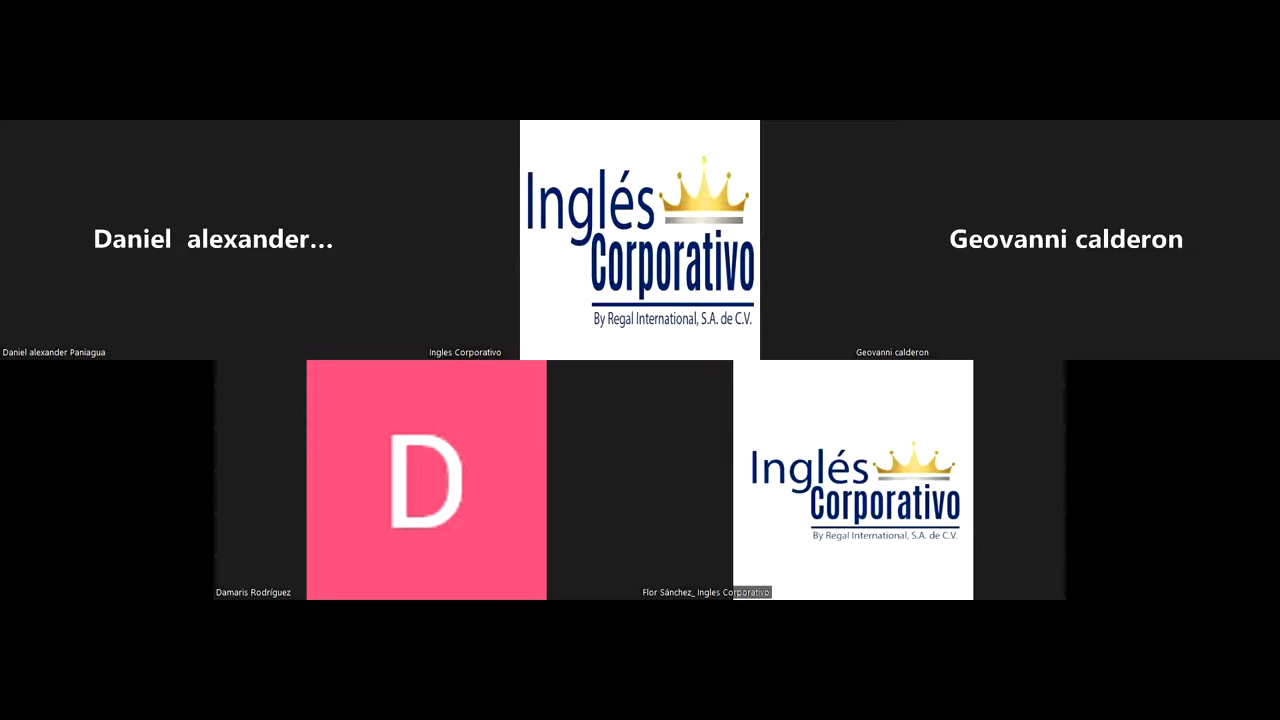 Daniel  alexander...
Inglés
Corporativo
By Regal International, S.A. de C.V.
Geovanni calderon
Daniel alexander Paniagua
Ingles Corporativo
Geovanni calderon
D
Inglés
Corporativo
By Regal International, S.A. de C.V.
Damaris Rodríguez
Flor Sánchez_ Ingles Corporativo